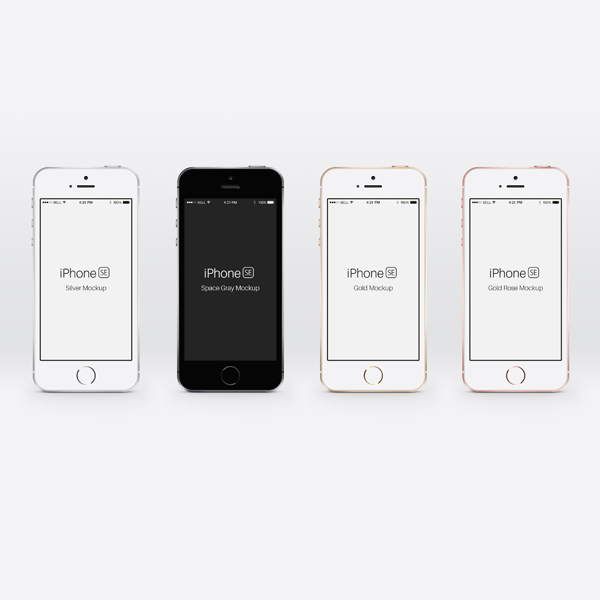 BELL 4:21 PM 100%
iPhone SE
Silver Mockup
BELL 4:21 PM 100%
iPhone SE
Space Gray Mockup
BELL 4:21 PM 100%
iPhone SE
Gold Mockup
BELL 4:21 PM 100%
iPhone SE
Gold Rose Mockup